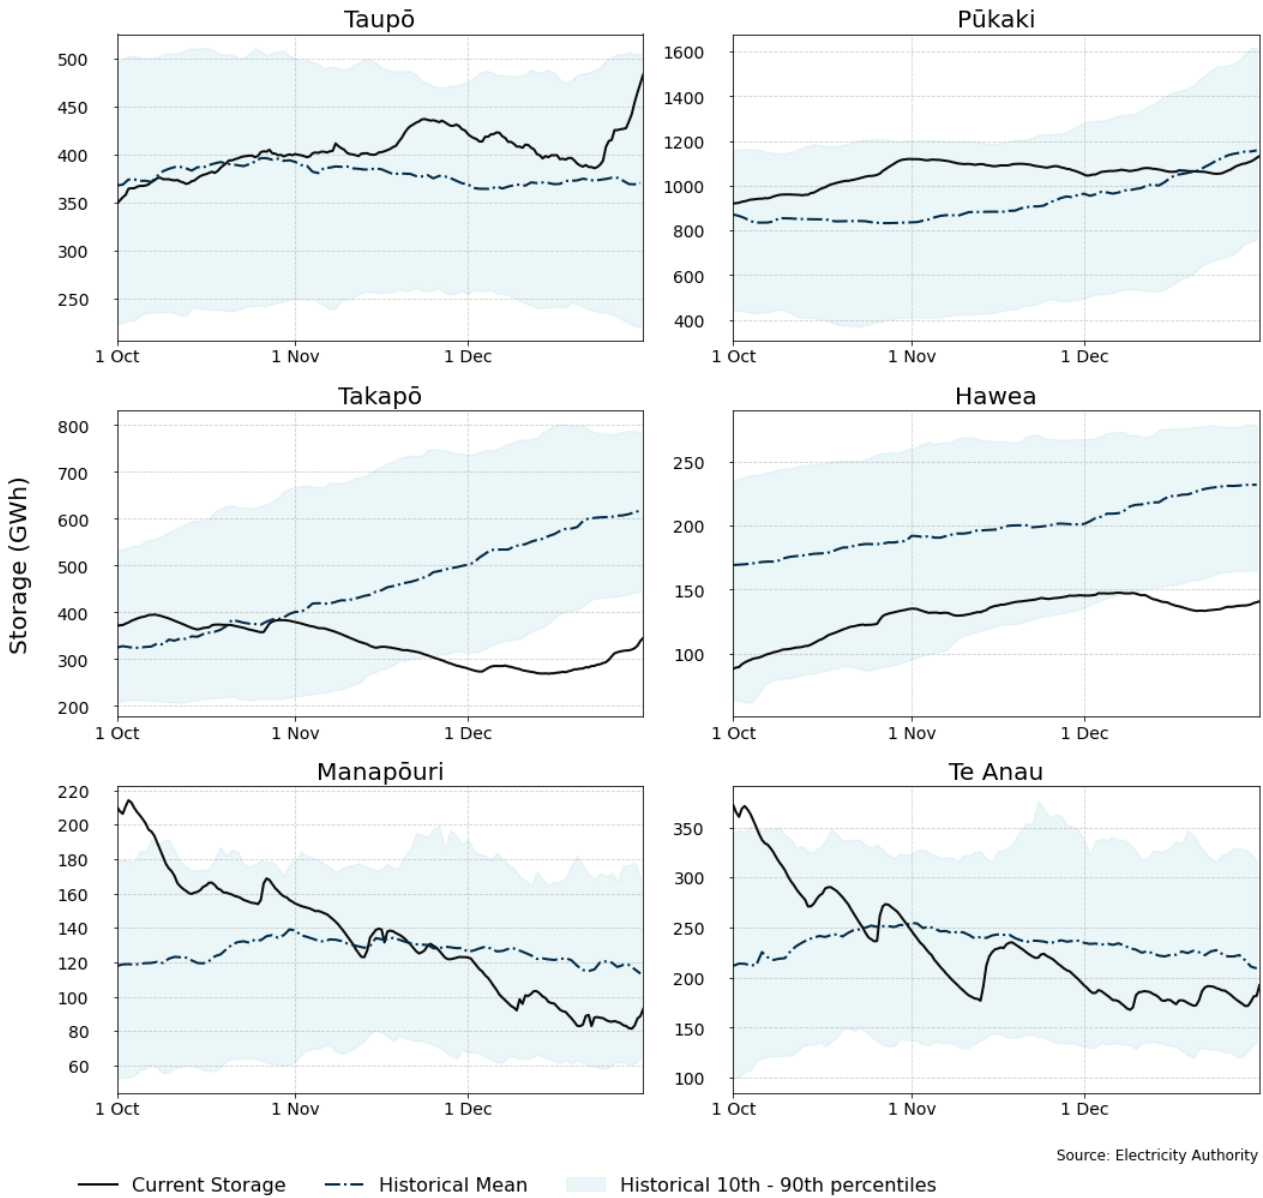 Taupō
500
450
400
350
300
250
1 Oct
1 Nov
1 Dec
Pūkaki
1600
1400
1200
1000
800
600
400
1 Oct
1 Nov
1 Dec
Storage (GWh)
Takapō
800
700
600
500
400
300
200
1 Oct
1 Nov
1 Dec
Hawea
250
200
150
100
1 Oct
1 Nov
1 Dec
Manapōuri
220
200
180
160
140
120
100
80
60
1 Oct
1 Nov
1 Dec
Te Anau
350
300
250
200
150
100
1 Oct
1 Nov
1 Dec
Source: Electricity Authority
Current Storage
Historical Mean
Historical 10th - 90th percentiles